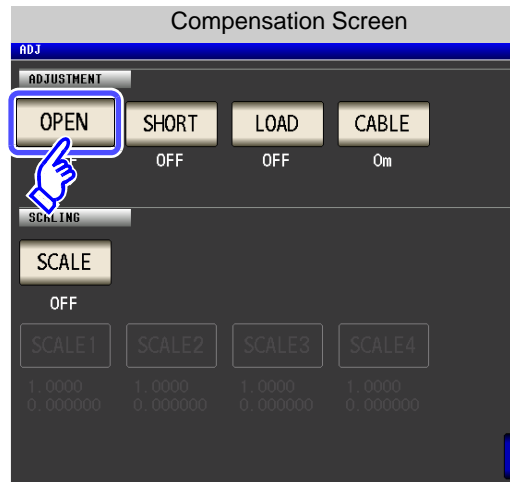 Compensation Screen
ADJ
ADJUSTMENT
OPEN SHORT LOAD CABLE
OFF OFF 0m
SCALING
SCALE
OFF
SCALE1 SCALE2 SCALE3 SCALE4
1.0000 1.0000 1.0000 1.0000
0.000000 0.000000 0.000000 0.000000